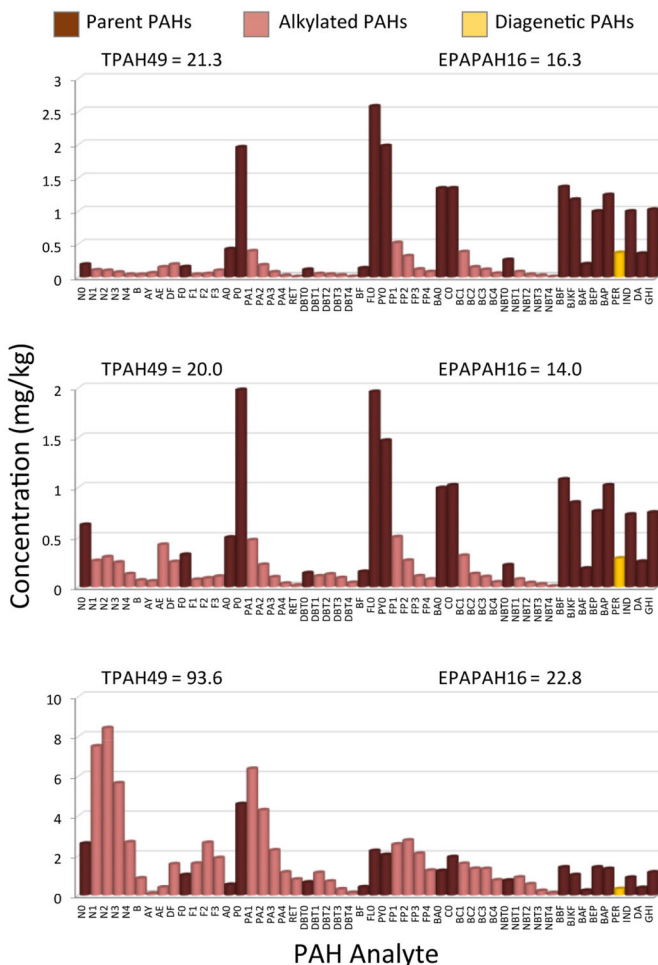 Parent PAHs Alkylated PAHs Diagenetic PAHs
TPAH49 = 21.3 EPAPAH16 = 16.3
3
2.5
2
1.5
1
0.5
0
N0 N1 N2 N3 N4 B AY AE DF F0 F1 F2 F3 A0 P0 PA1 PA2 PA3 PA4 RET DBT0 DBT1 DBT2 DBT3 DBT4 BF FL0 PY0 FP1 FP2 FP3 FP4 BA0 C0 BC1 BC2 BC3 BC4 NBT0 NBT1 NBT2 NBT3 NBT4 BBF BJKF BAF BEP BAP PER IND DA GHI
Concentration (mg/kg)
TPAH49 = 20.0 EPAPAH16 = 14.0
2
1.5
1
0.5
0
N0 N1 N2 N3 N4 B AY AE DF F0 F1 F2 F3 A0 P0 PA1 PA2 PA3 PA4 RET DBT0 DBT1 DBT2 DBT3 DBT4 BF FL0 PY0 FP1 FP2 FP3 FP4 BA0 C0 BC1 BC2 BC3 BC4 NBT0 NBT1 NBT2 NBT3 NBT4 BBF BJKF BAF BEP BAP PER IND DA GHI
TPAH49 = 93.6 EPAPAH16 = 22.8
10
8
6
4
2
0
N0 N1 N2 N3 N4 B AY AE DF F0 F1 F2 F3 A0 P0 PA1 PA2 PA3 PA4 RET DBT0 DBT1 DBT2 DBT3 DBT4 BF FL0 PY0 FP1 FP2 FP3 FP4 BA0 C0 BC1 BC2 BC3 BC4 NBT0 NBT1 NBT2 NBT3 NBT4 BBF BJKF BAF BEP BAP PER IND DA GHI
PAH Analyte